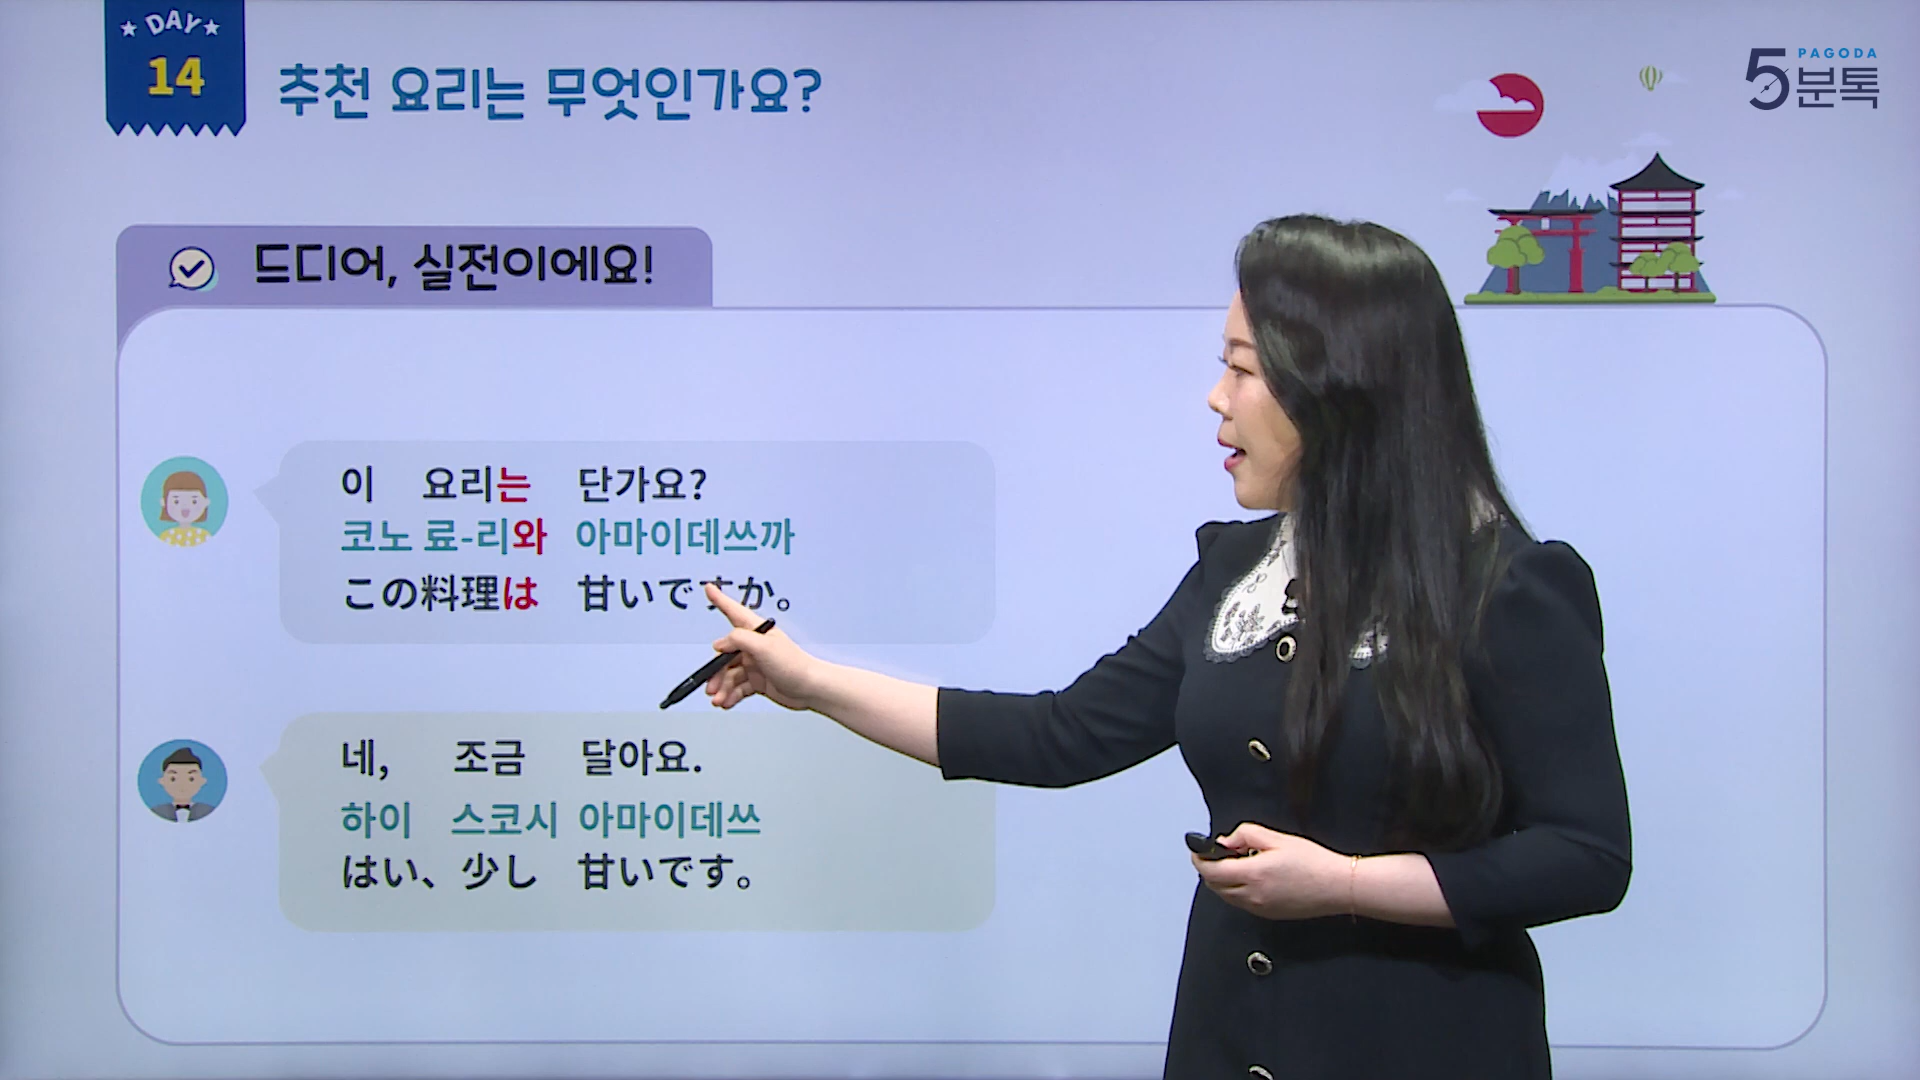 DAY
14
추천 요리는 무엇인가요?
PAGODA
5분톡
드디어, 실전이에요!
이 요리는 단가요?
코노 료-리와 아마이데쓰까
この料理は 甘いですか。
네, 조금 달아요.
하이 스코시 아마이데쓰
はい、少し 甘いです。